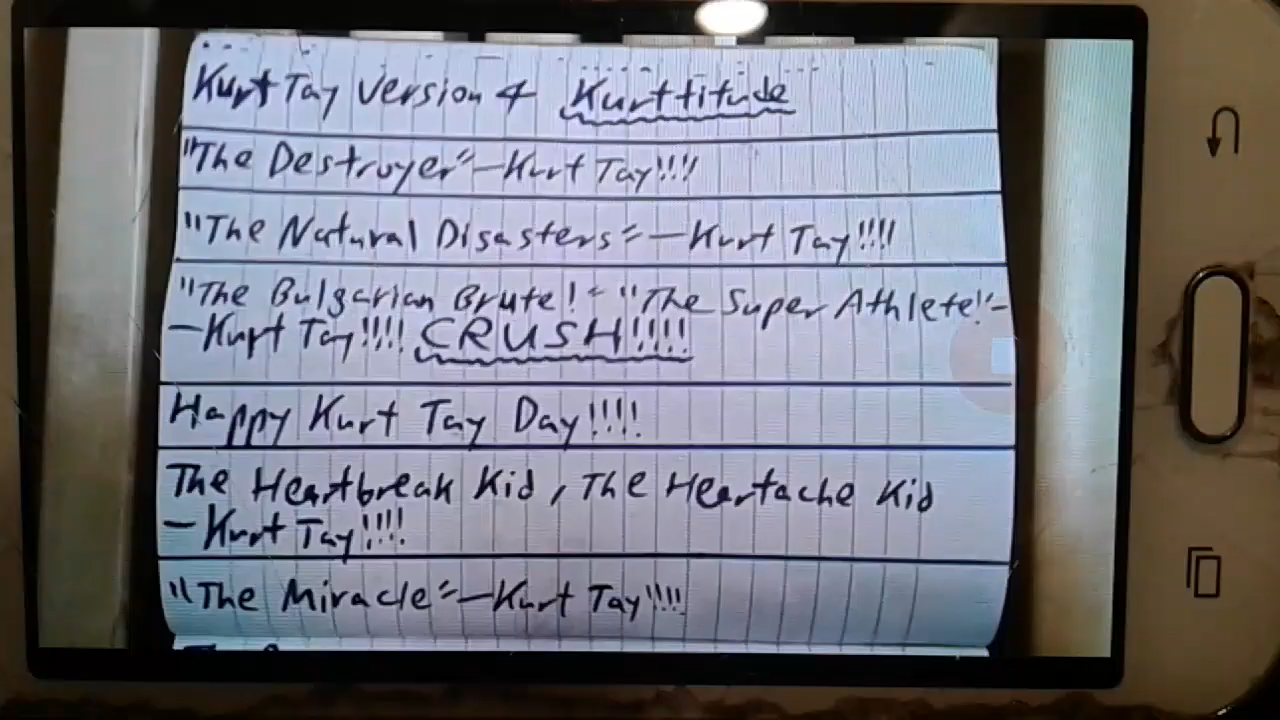 Kurt Tay Version 4 Kurttitude
"The Destroyer"-Kurt Tay!!!!
"The Natural Disasters"-Kurt Tay!!!!
"The Bulgarian Brute!" "The Super Athlete!"-
-Kurt Tay!!!! CRUSH!!!!
Happy Kurt Tay Day!!!!
The Heartbreak Kid, The Heartache Kid
-Kurt Tay!!!!
"The Miracle"-Kurt Tay!!!!